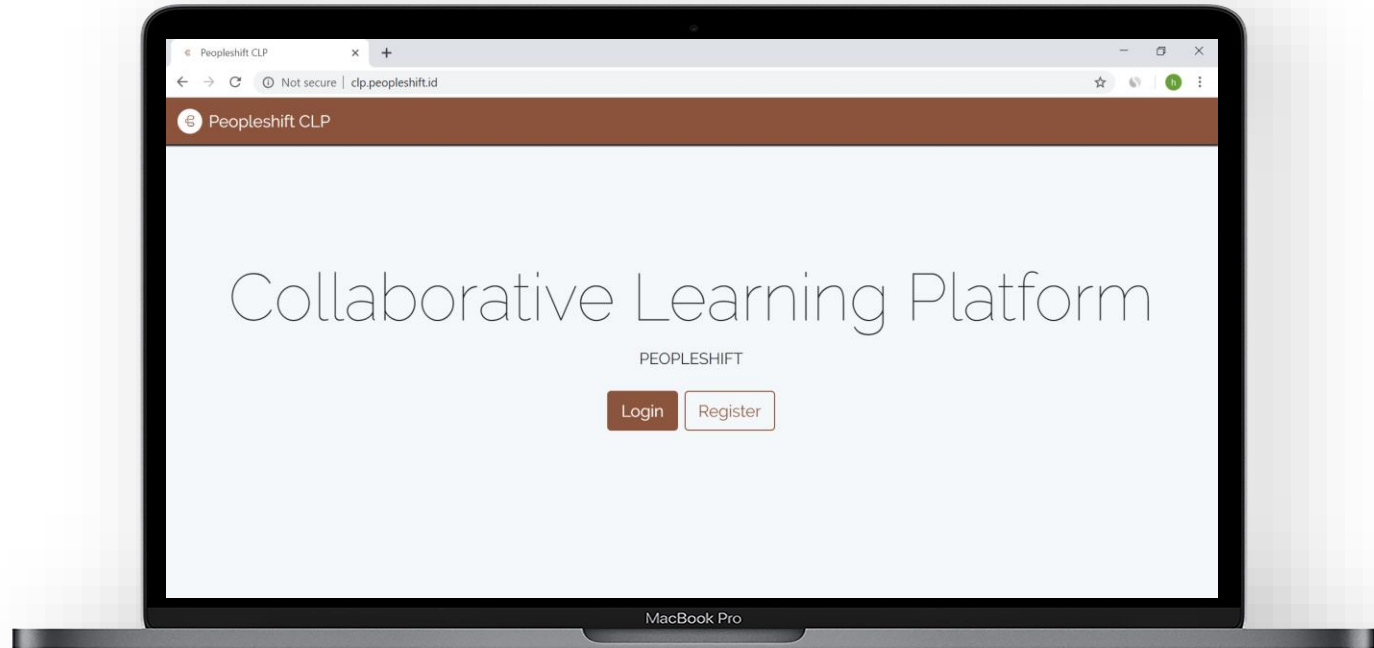 Peopleshift CLP
Not secure | clp.peopleshift.id
h
Peopleshift CLP
Collaborative Learning Platform
PEOPLESHIFT
Login Register
MacBook Pro